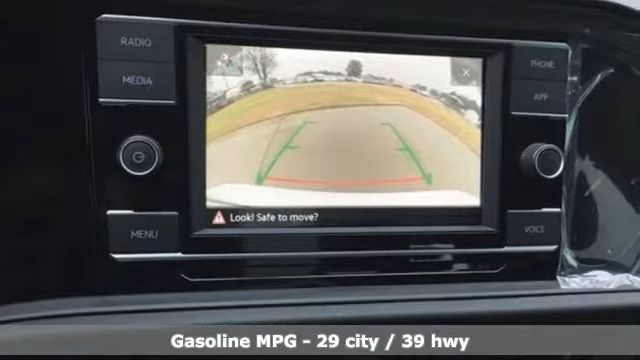 RADIO
MEDIA
MENU
PHONE
APP
VOICE
X
Look! Safe to move?
Gasoline MPG - 29 city / 39 hwy